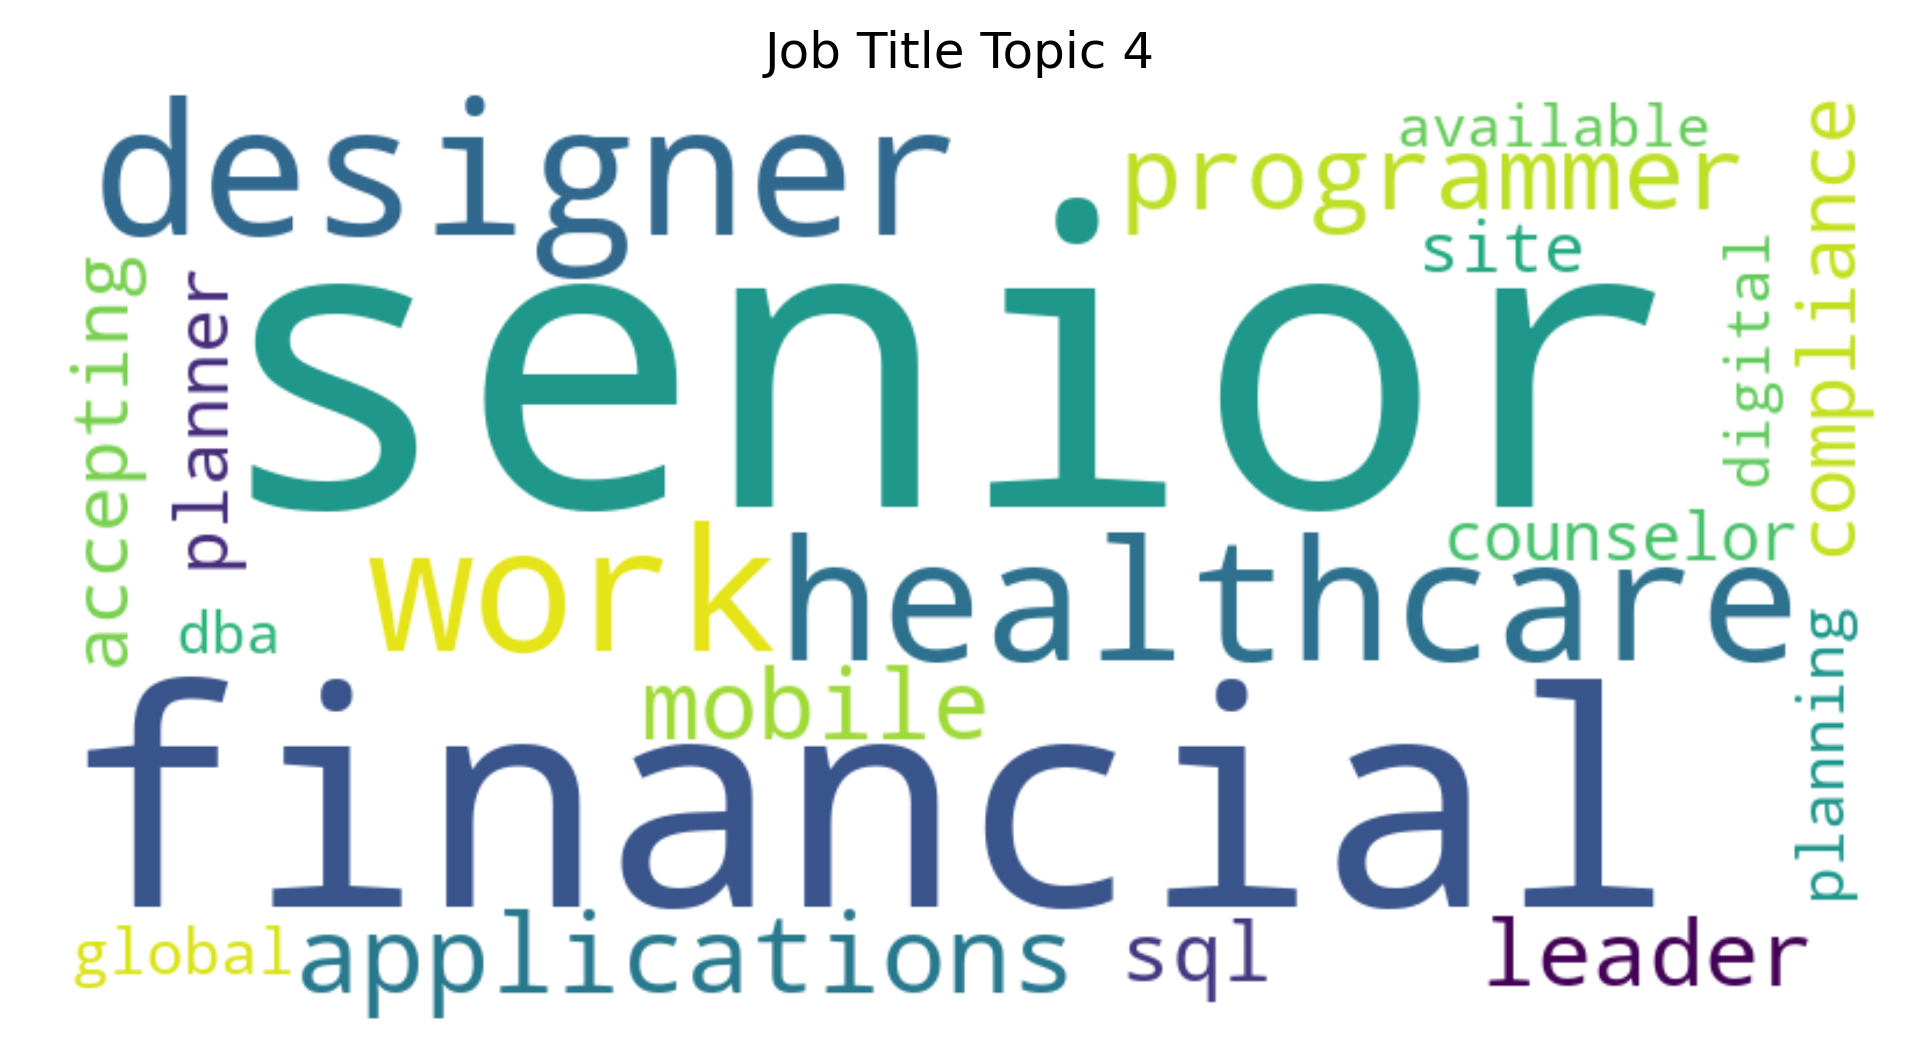 Job Title Topic 4
designer
available
programmer
compliance
site
digital
accepting
planner
senior
counselor
work
healthcare
dba
mobile
planning
financial
global
applications
sql
leader